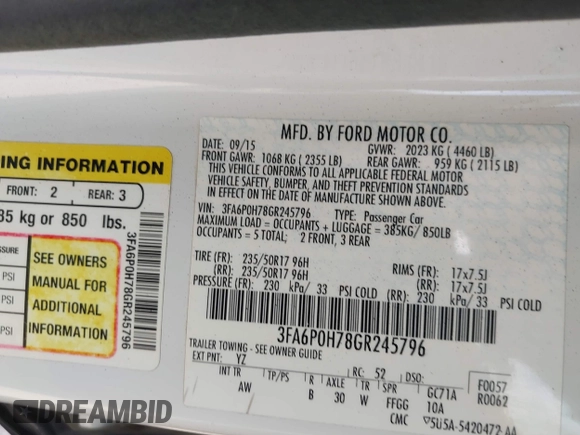 ING INFORMATION
FRONT: 2 REAR: 3
85 kg or 850 lbs.
SSURE
PSI
PSI
PSI
SEE OWNERS
MANUAL FOR
ADDITIONAL
INFORMATION
3FA6P0H78GR245796
MFD. BY FORD MOTOR CO.
DATE: 09/15 GVWR: 2023 KG ( 4460 LB)
FRONT GAWR: 1068 KG ( 2355 LB) REAR GAWR: 959 KG ( 2115 LB)
THIS VEHICLE CONFORMS TO ALL APPLICABLE FEDERAL MOTOR
VEHICLE SAFETY, BUMPER, AND THEFT PREVENTION STANDARDS
IN EFFECT ON THE DATE OF MANUFACTURE SHOWN ABOVE.
VIN: 3FA6P0H78GR245796 TYPE: Passenger Car
MAXIMUM LOAD = OCCUPANTS + LUGGAGE = 385KG/ 850LB
OCCUPANTS = 5 TOTAL; 2 FRONT, 3 REAR
TIRE (FR): 235/50R17 96H RIMS (FR): 17x7.5J
(RR): 235/50R17 96H (RR): 17x7.5J
PRESSURE (FR): 230 kPa/ 33 PSI COLD (RR): 230 kPa/ 33 PSI COLD
3FA6P0H78GR245796
TRAILER TOWING - SEE OWNER GUIDE
EXT PNT: YZ RC: 52 DSO: F0057
R0062
INT TR TP/PS R AXLE TR SPR GC71A
AW B 30 W FFGG 10A
CMC 5U5A-5420472-AA
DREAMBID